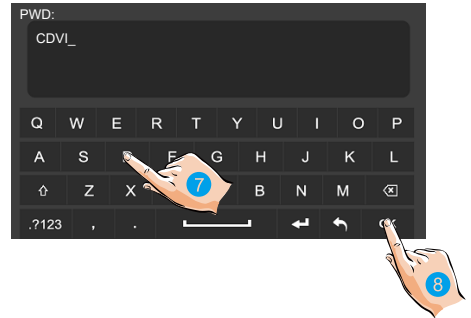 PWD:
CDVI_
Q W E R T Y U I O P
A S F G H J K L
Z X B N M
.?123 , .
7
8